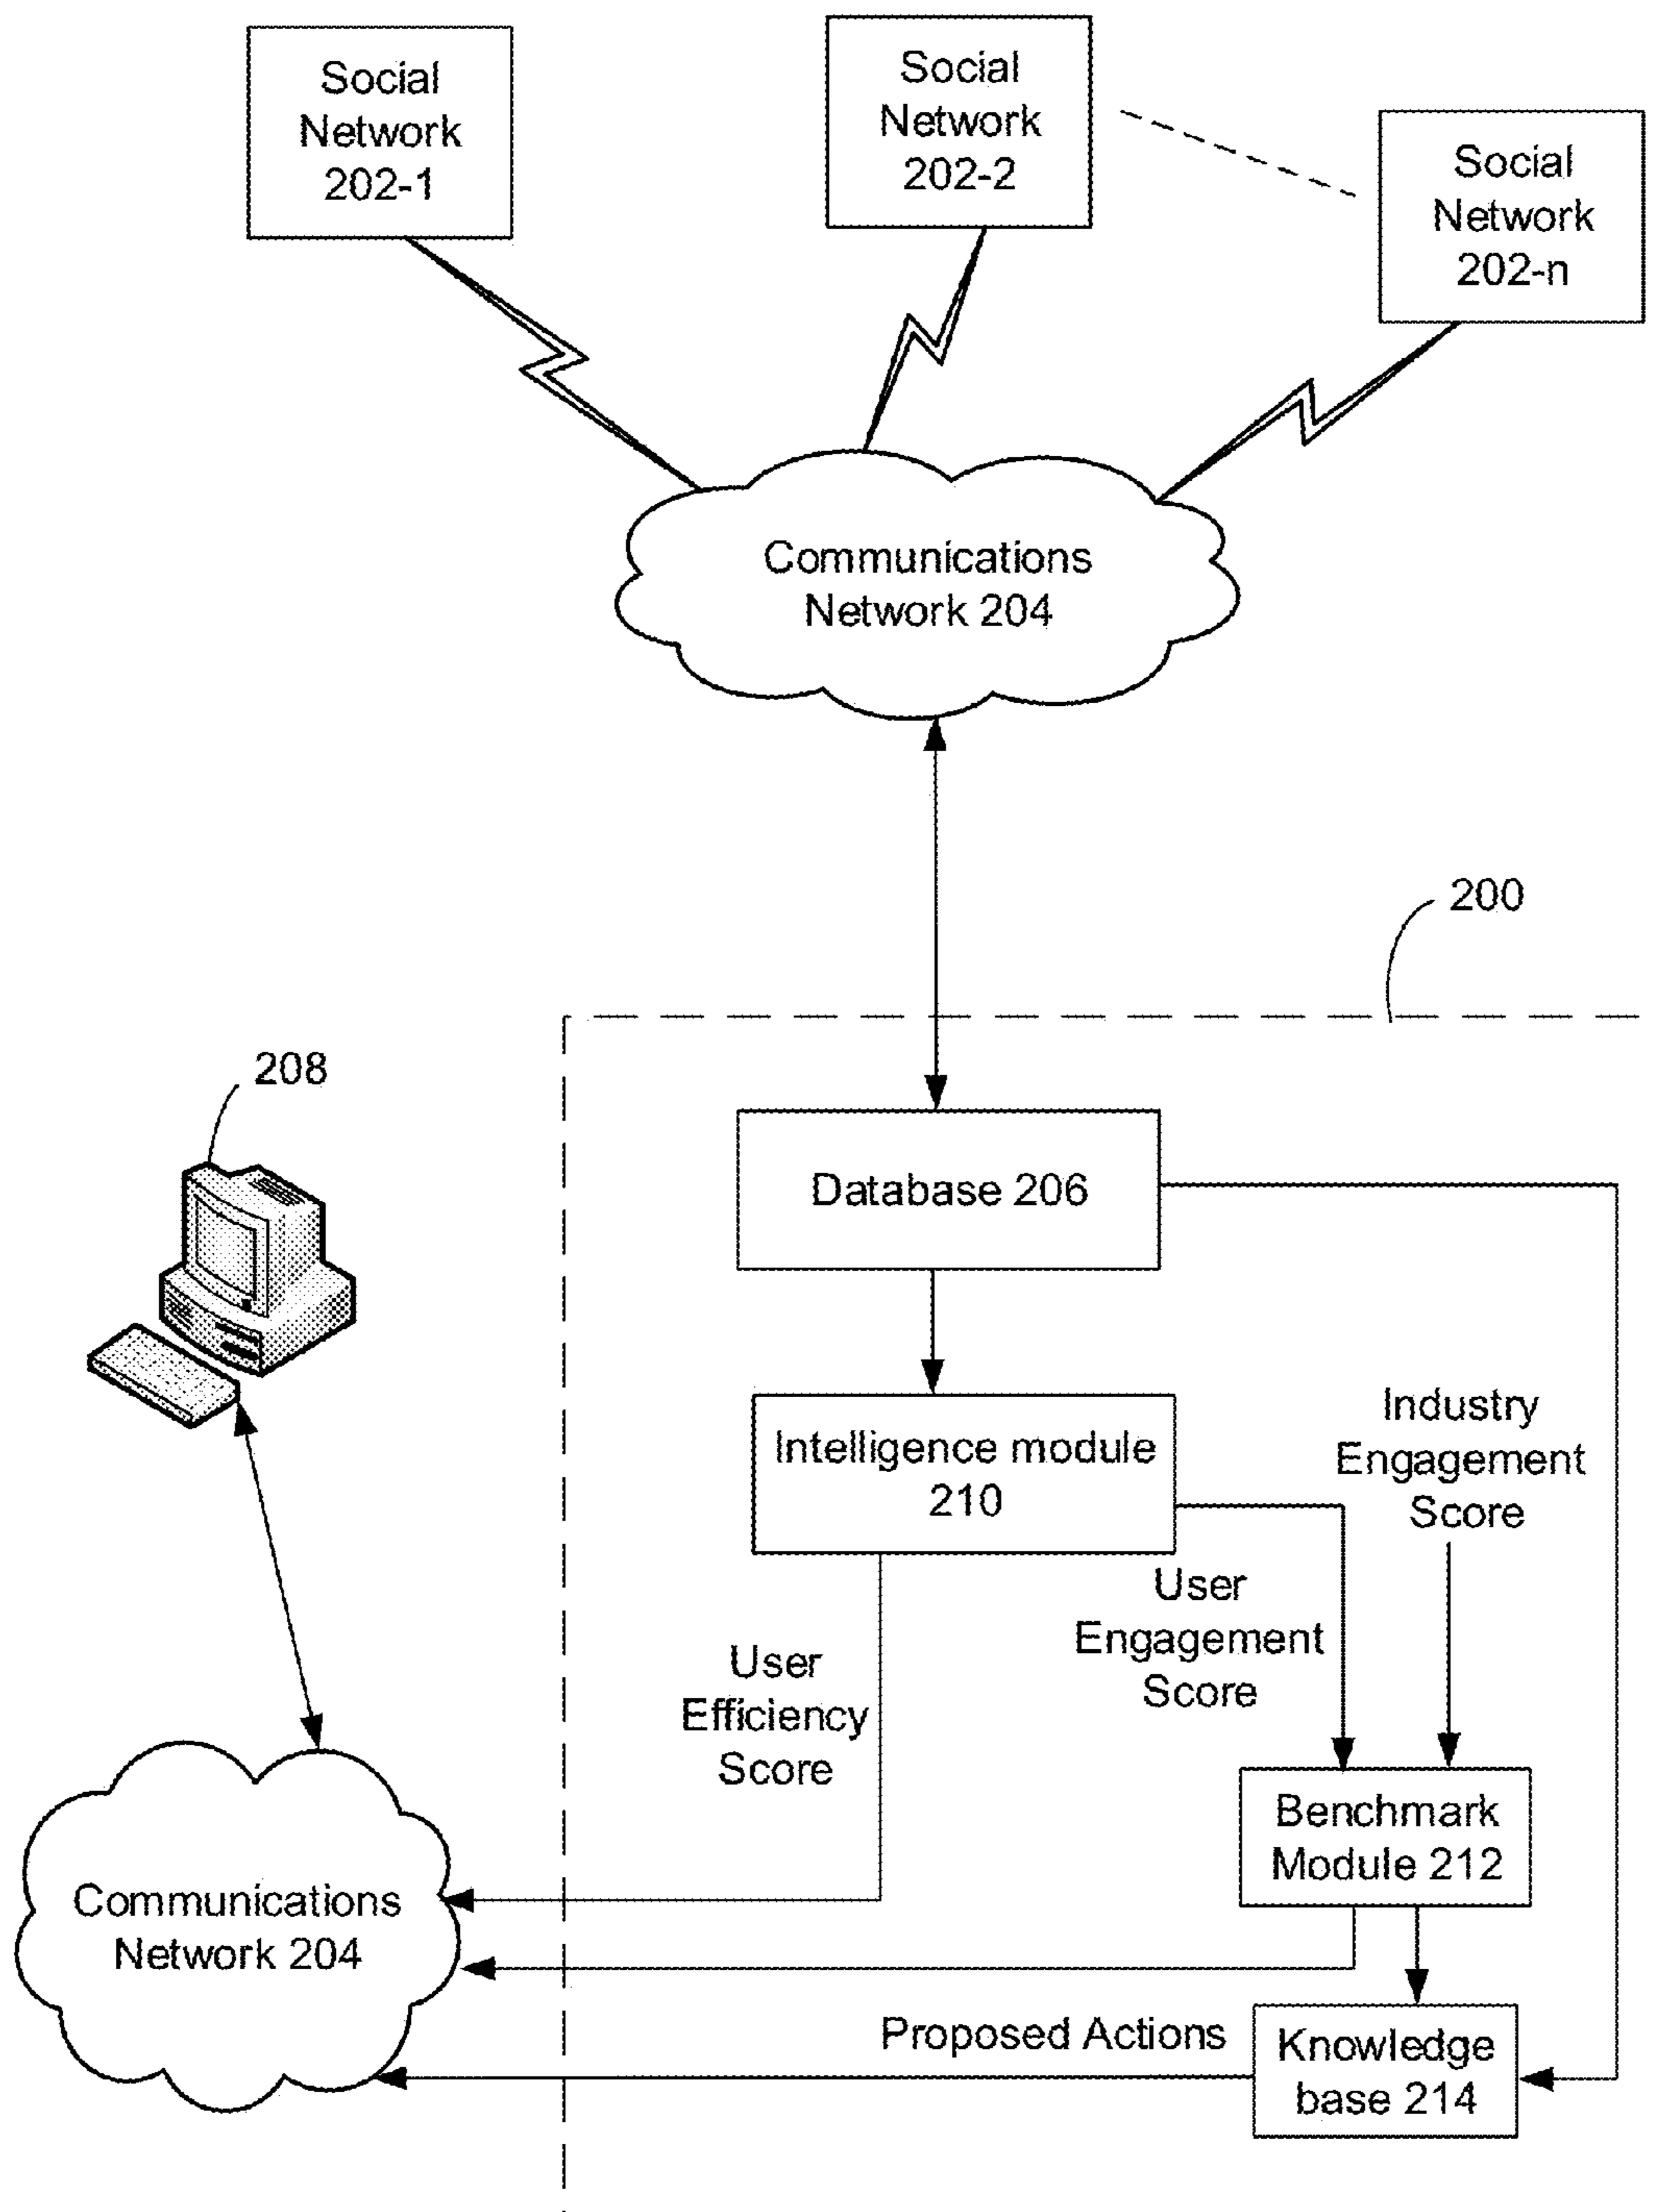 Social
Network
202-1
Social
Network
202-2
Social
Network
202-n
Communications
Network 204
200
208
Database 206
Intelligence module
210
Industry
Engagement
Score
User
Engagement
Score
User
Efficiency
Score
Benchmark
Module 212
Communications
Network 204
Proposed Actions
Knowledge
base 214